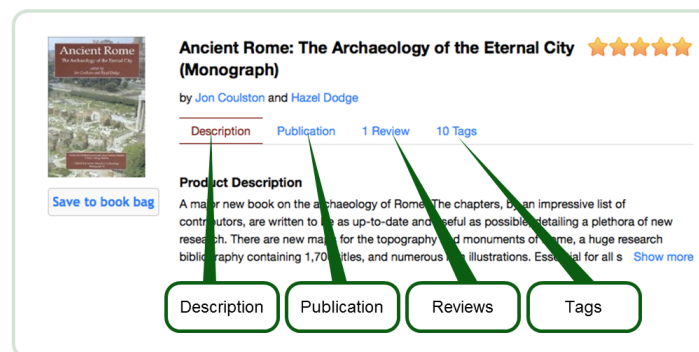 Ancient Rome
The Archaeology of the Eternal City
Ancient Rome: The Archaeology of the Eternal City
(Monograph)
by Jon Coulston and Hazel Dodge
Description Publication 1 Review 10 Tags
Save to book bag
Product Description
A major new book on the archaeology of Rome. The chapters, by an impressive list of
contributors, are written to be as up-to-date and useful as possible, detailing a plethora of new
research. There are new maps for the topography and monuments of Rome, a huge research
bibliography containing 1,700 titles, and numerous illustrations. Essential for all s Show more
Description Publication Reviews Tags